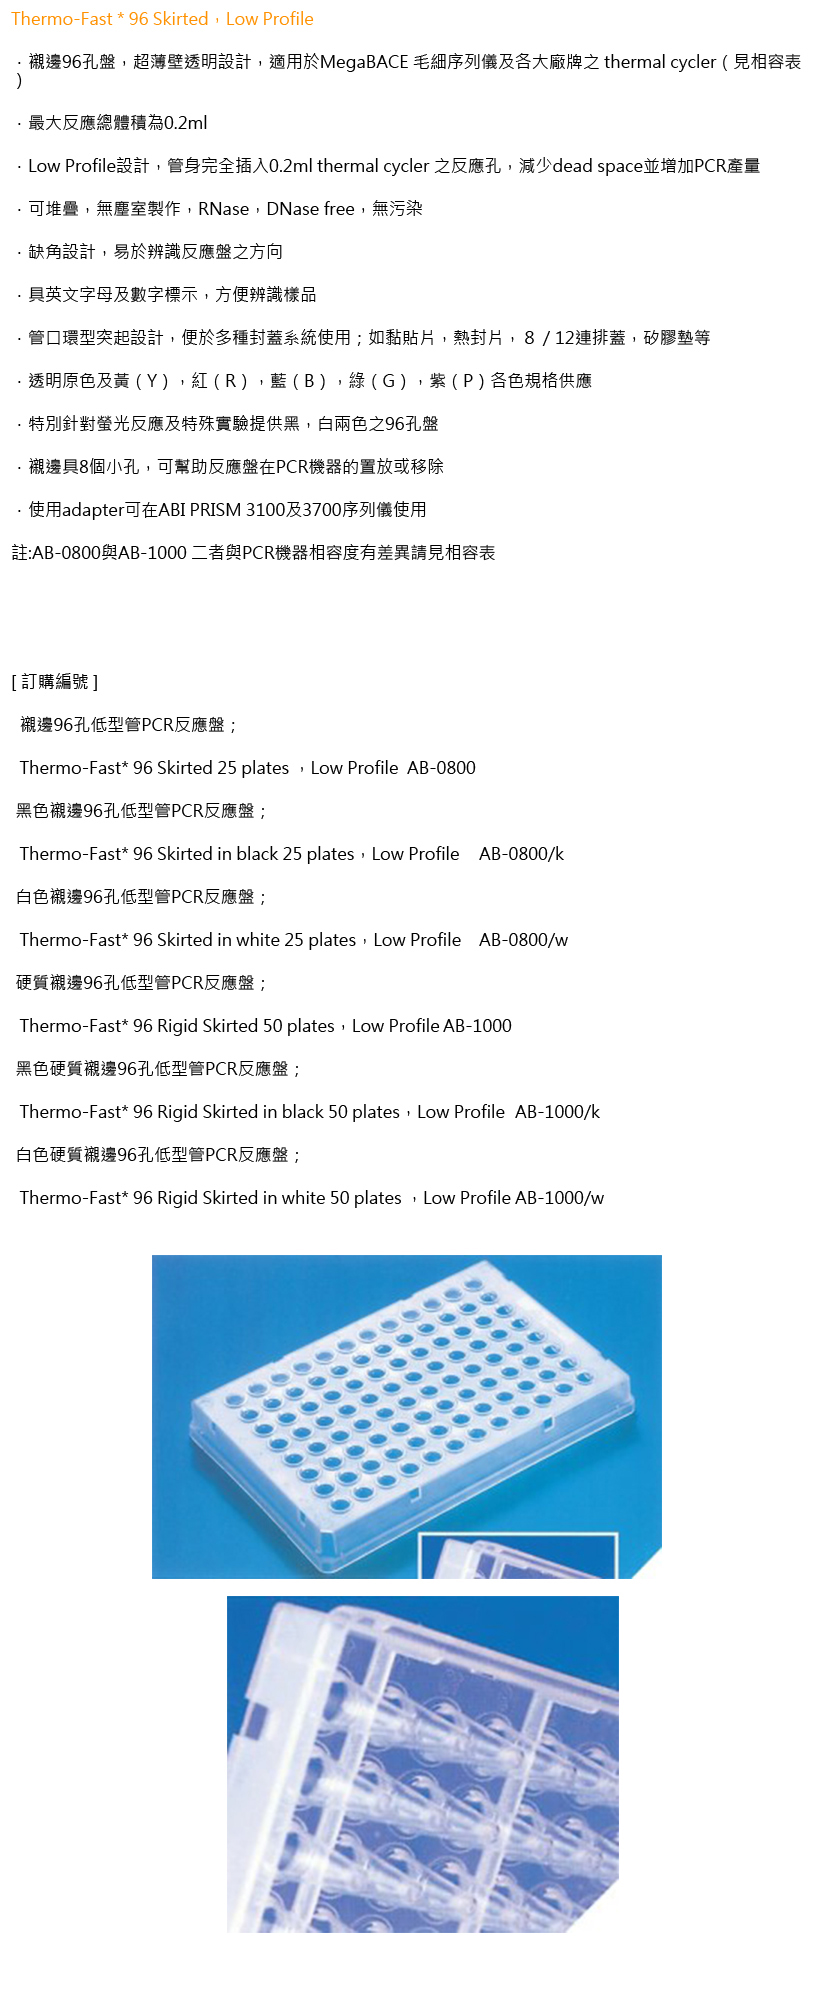 Thermo-Fast * 96 Skirted，Low Profile
．襯邊96孔盤，超薄壁透明設計，適用於MegaBACE 毛細序列儀及各大廠牌之 thermal cycler（見相容表
）
．最大反應總體積為0.2ml
．Low Profile設計，管身完全插入0.2ml thermal cycler 之反應孔，減少dead space並增加PCR產量
．可堆疊，無塵室製作，RNase，DNase free，無污染
．缺角設計，易於辨識反應盤之方向
．具英文字母及數字標示，方便辨識樣品
．管口環型突起設計，便於多種封蓋系統使用；如黏貼片，熱封片，８／12連排蓋，矽膠墊等
．透明原色及黃（Y），紅（R），藍（B），綠（G），紫（P）各色規格供應
．特別針對螢光反應及特殊實驗提供黑，白兩色之96孔盤
．襯邊具8個小孔，可幫助反應盤在PCR機器的置放或移除
．使用adapter可在ABI PRISM 3100及3700序列儀使用
註:AB-0800與AB-1000 二者與PCR機器相容度有差異請見相容表
[ 訂購編號 ]
襯邊96孔低型管PCR反應盤；
Thermo-Fast* 96 Skirted 25 plates ，Low Profile AB-0800
黑色襯邊96孔低型管PCR反應盤；
Thermo-Fast* 96 Skirted in black 25 plates，Low Profile AB-0800/k
白色襯邊96孔低型管PCR反應盤；
Thermo-Fast* 96 Skirted in white 25 plates，Low Profile AB-0800/w
硬質襯邊96孔低型管PCR反應盤；
Thermo-Fast* 96 Rigid Skirted 50 plates，Low Profile AB-1000
黑色硬質襯邊96孔低型管PCR反應盤；
Thermo-Fast* 96 Rigid Skirted in black 50 plates，Low Profile AB-1000/k
白色硬質襯邊96孔低型管PCR反應盤；
Thermo-Fast* 96 Rigid Skirted in white 50 plates ，Low Profile AB-1000/w